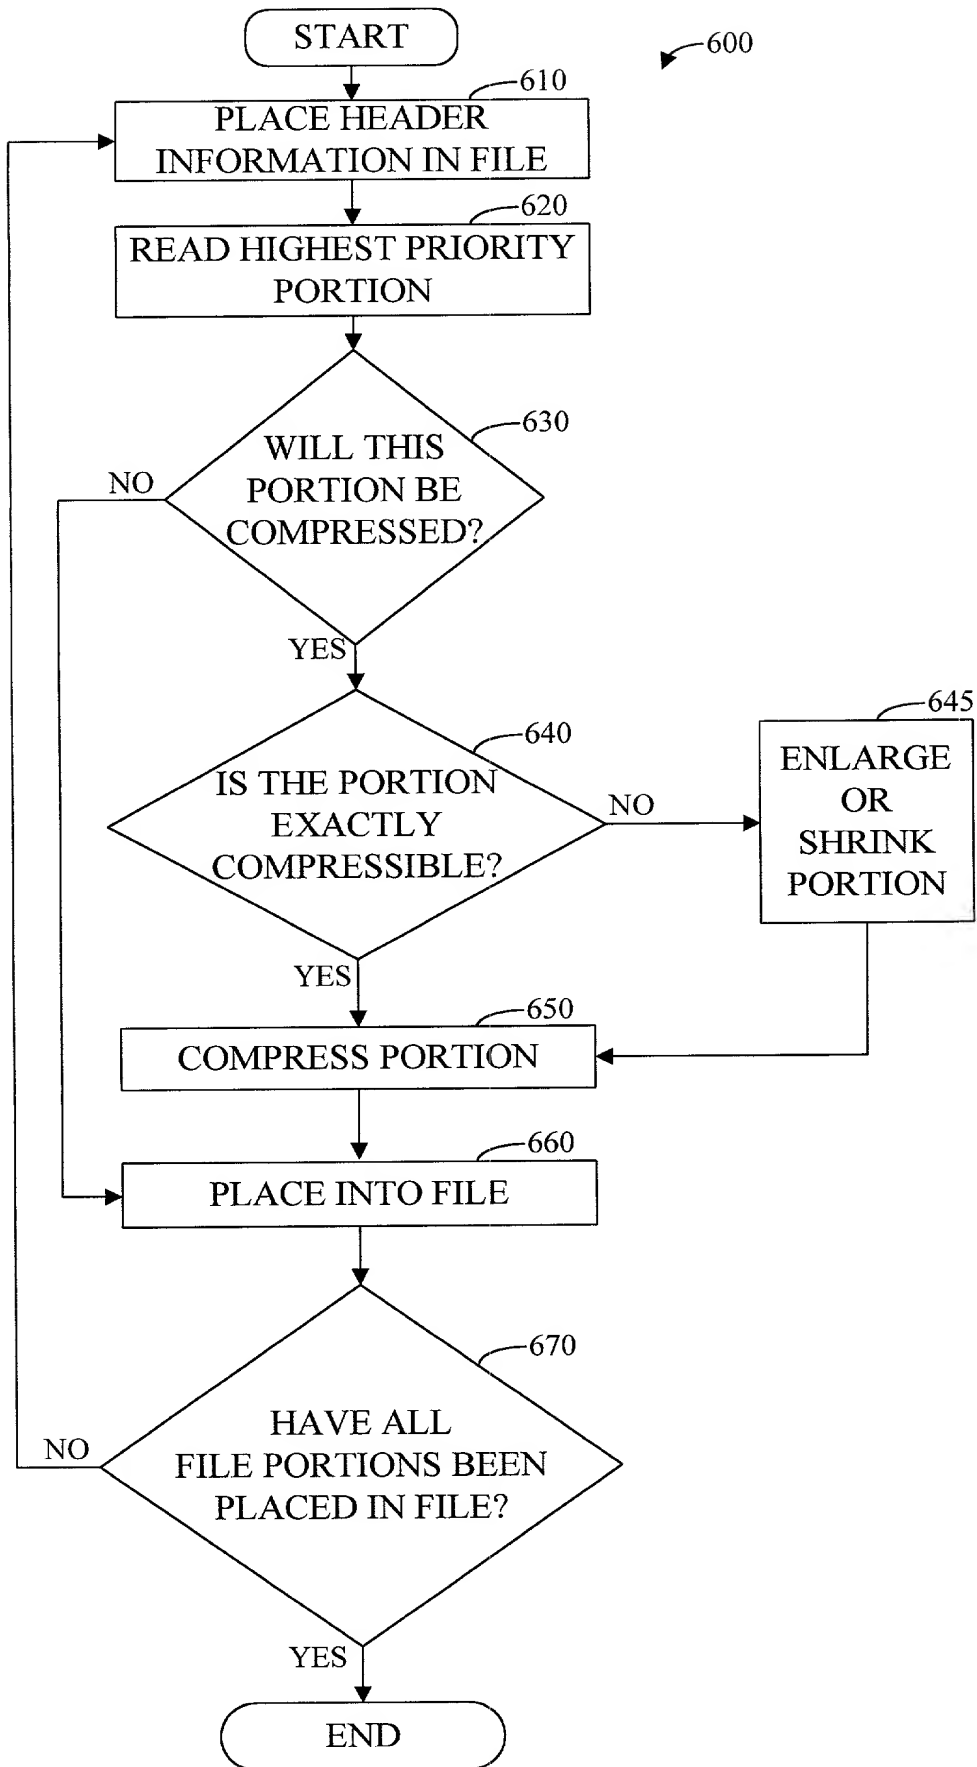 START
600
610
PLACE HEADER
INFORMATION IN FILE
620
READ HIGHEST PRIORITY
PORTION
630
WILL THIS
PORTION BE
COMPRESSED?
NO
YES
640
IS THE PORTION
EXACTLY
COMPRESSIBLE?
NO
645
ENLARGE
OR
SHRINK
PORTION
YES
650
COMPRESS PORTION
660
PLACE INTO FILE
670
HAVE ALL
FILE PORTIONS BEEN
PLACED IN FILE?
NO
YES
END